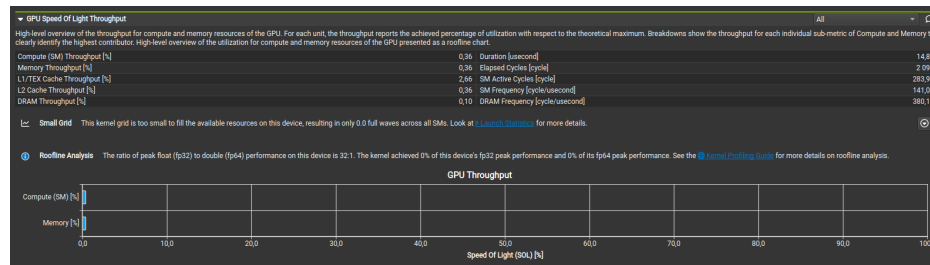 GPU Speed Of Light Throughput All
High-level overview of the throughput for compute and memory resources of the GPU. For each unit, the throughput reports the achieved percentage of utilization with respect to the theoretical maximum. Breakdowns show the throughput for each individual sub-metric of Compute and Memory t
clearly identify the highest contributor. High-level overview of the utilization for compute and memory resources of the GPU presented as a roofline chart.
Compute (SM) Throughput [%] 0,36 Duration [usecond] 14,8
Memory Throughput [%] 0,36 Elapsed Cycles [cycle] 2.09
L1/TEX Cache Throughput [%] 2,66 SM Active Cycles [cycle] 283,9
L2 Cache Throughput [%] 0,36 SM Frequency [cycle/usecond] 141,0
DRAM Throughput [%] 0,10 DRAM Frequency [cycle/usecond] 380,1
Small Grid This kernel grid is too small to fill the available resources on this device, resulting in only 0.0 full waves across all SMs. Look at > Launch Statistics for more details.
Roofline Analysis The ratio of peak float (fp32) to double (fp64) performance on this device is 32:1. The kernel achieved 0% of this device's fp32 peak performance and 0% of its fp64 peak performance. See the Kernel Profiling Guide for more details on roofline analysis.
GPU Throughput
Compute (SM) [%]
Memory [%]
0,0 10,0 20,0 30,0 40,0 50,0 60,0 70,0 80,0 90,0 100
Speed Of Light (SOL) [%]